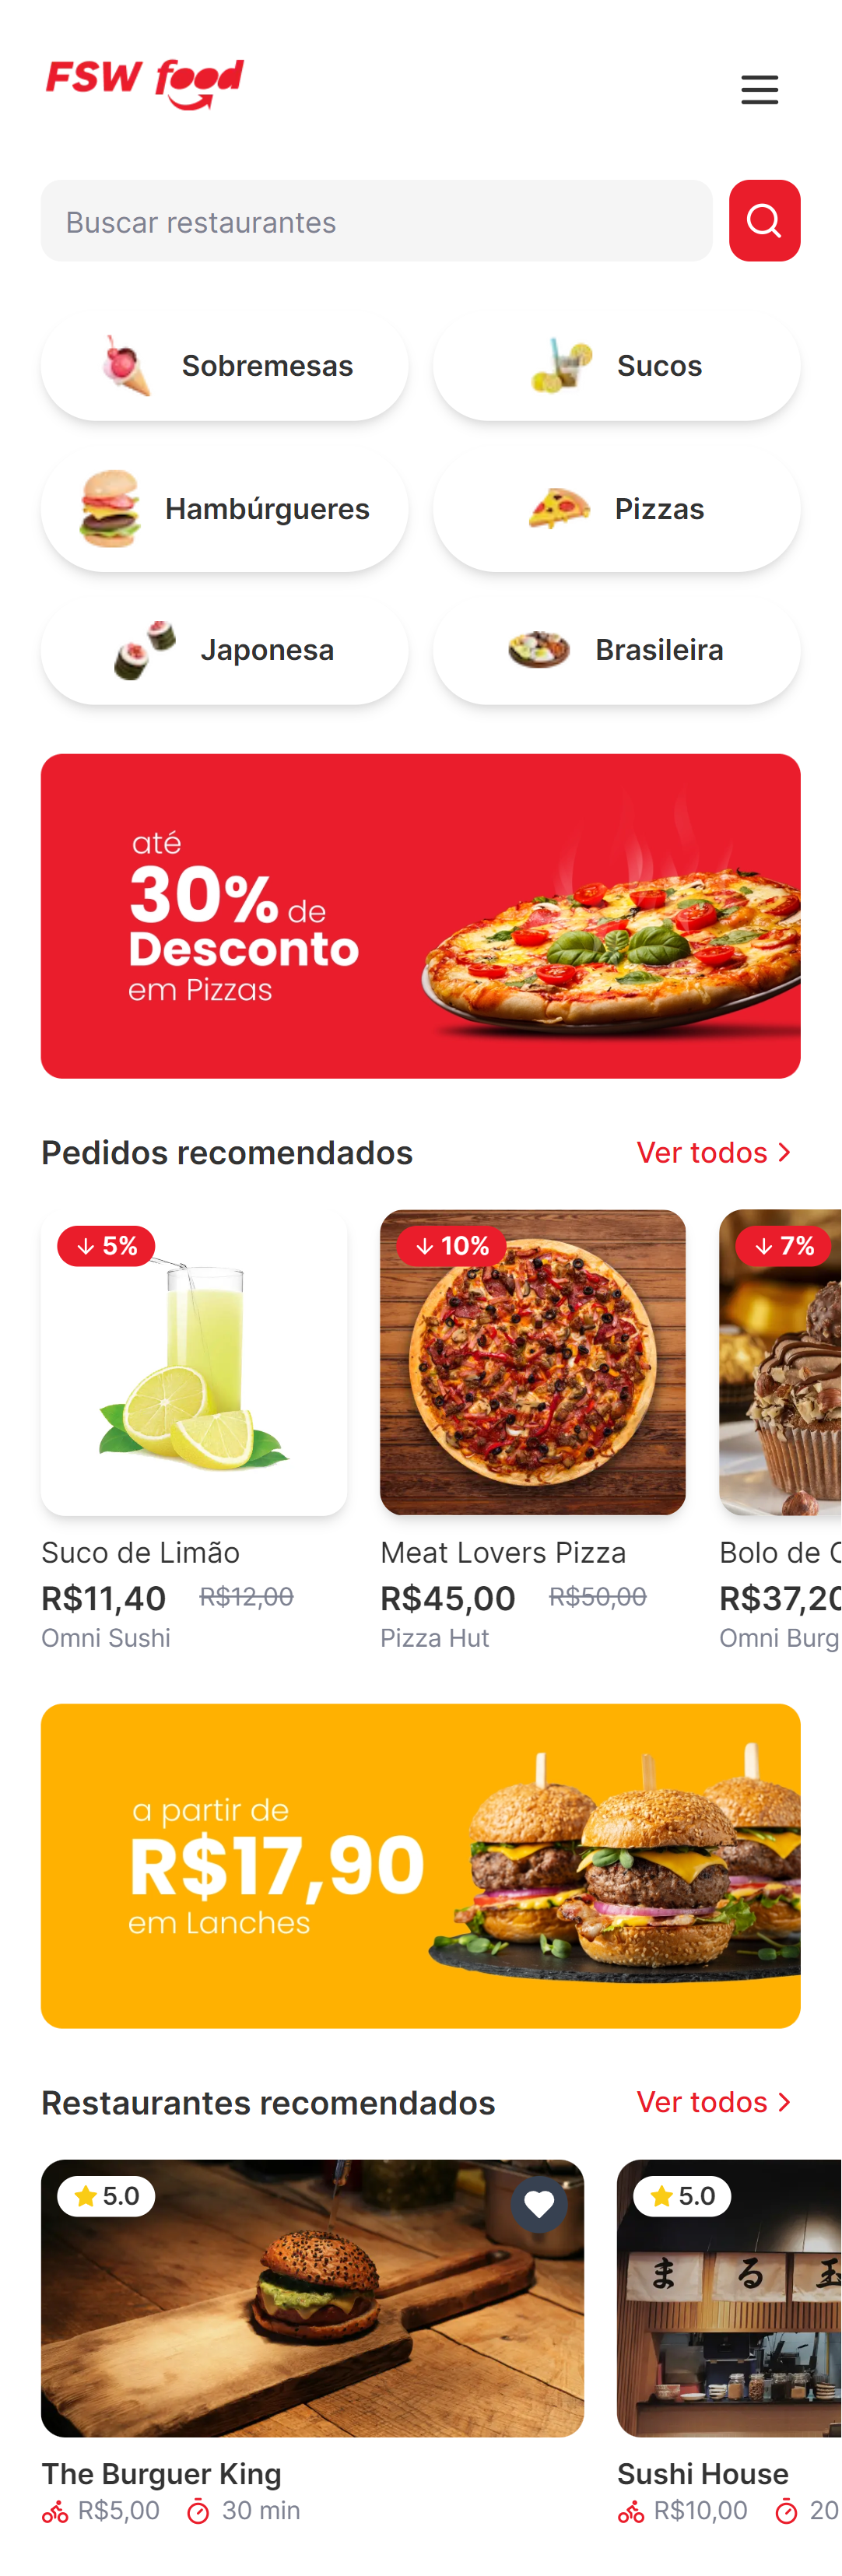 FSW food
Buscar restaurantes
Sobremesas
Sucos
Hambúrgueres
Pizzas
Japonesa
Brasileira
até
30% de
Desconto
em Pizzas
Pedidos recomendados
Ver todos
5%
10%
7%
Suco de Limão
R$11,40 R$12,00
Omni Sushi
Meat Lovers Pizza
R$45,00 R$50,00
Pizza Hut
Bolo de
R$37,20
Omni
a partir de
R$17,90
em Lanches
Restaurantes recomendados
Ver todos
5.0
5.0
まる
The Burguer King
R$5,00 30 min
Sushi House
R$10,00 20